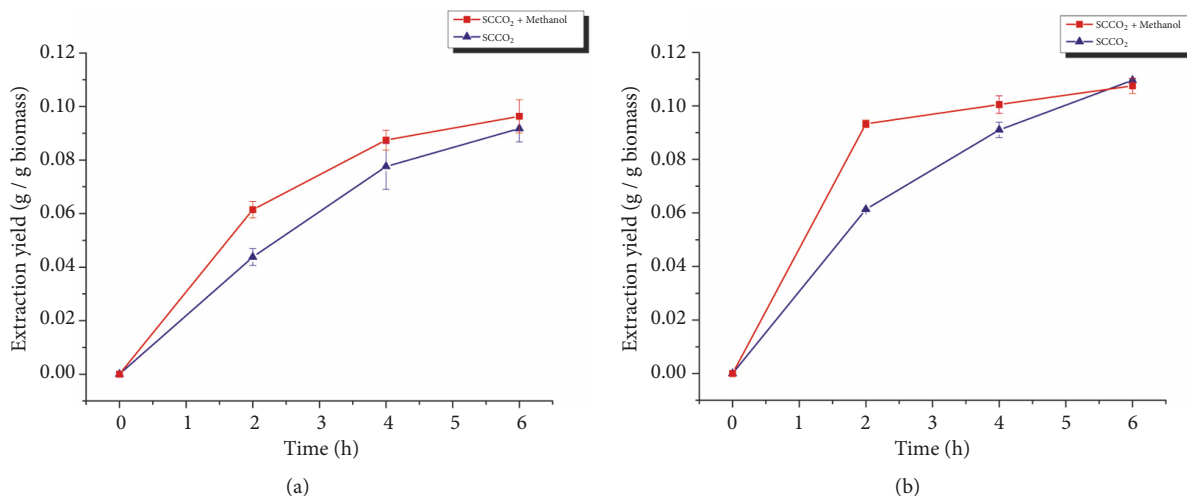 SCCO₂ + Methanol
SCCO₂
0.12
0.10
0.08
0.06
0.04
0.02
0.00
Extraction yield (g / g biomass)
0 1 2 3 4 5 6
Time (h)
(a)
SCCO₂ + Methanol
SCCO₂
0.12
0.10
0.08
0.06
0.04
0.02
0.00
Extraction yield (g / g biomass)
0 1 2 3 4 5 6
Time (h)
(b)